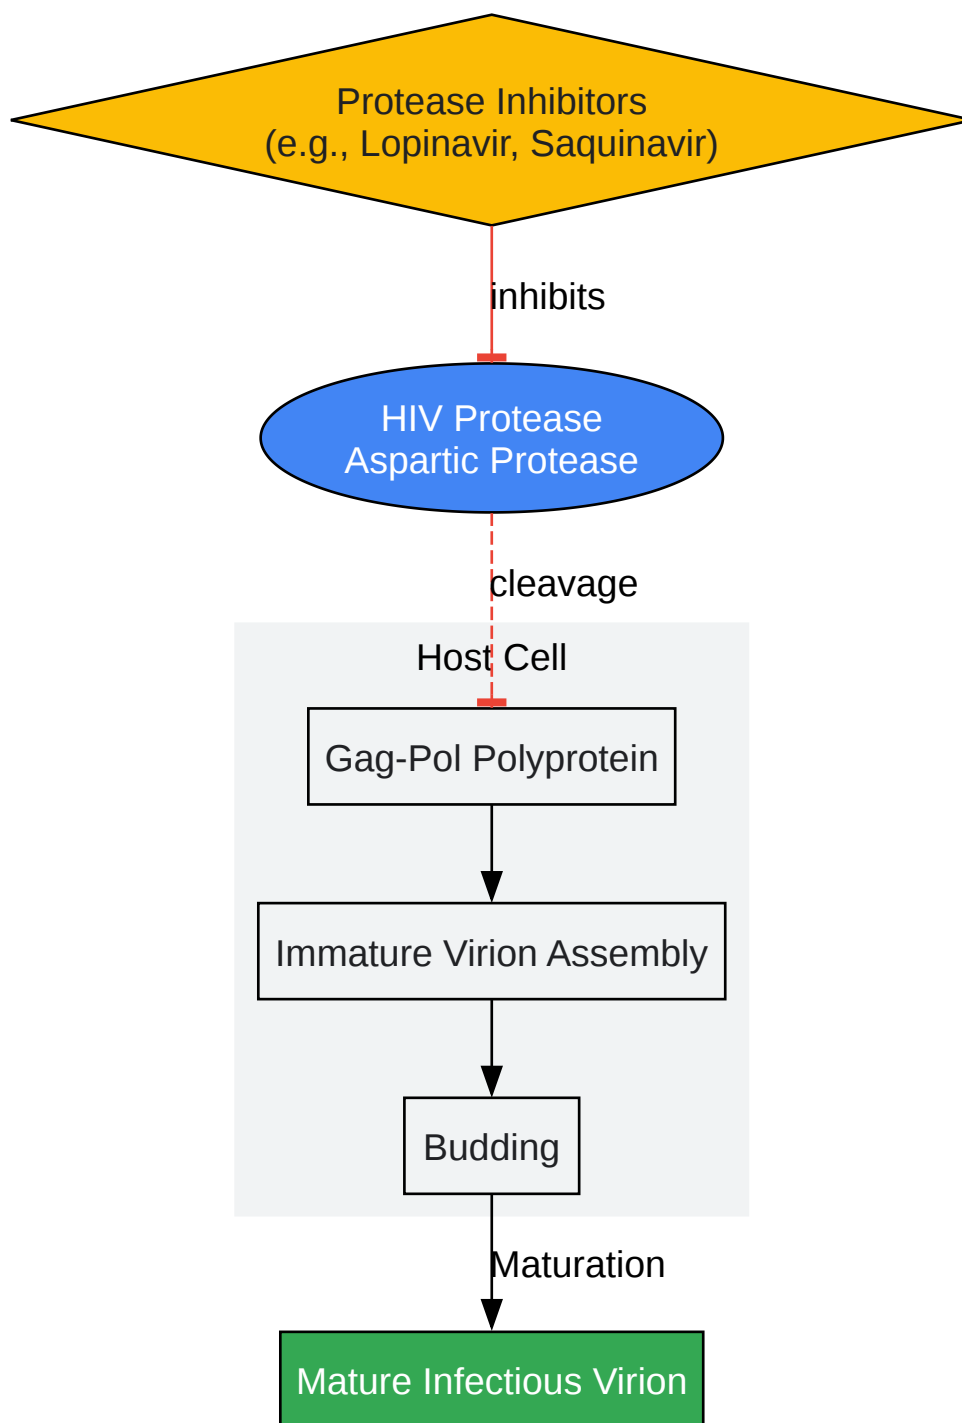 Protease Inhibitors
(e.g., Lopinavir, Saquinavir)
inhibits
HIV Protease
Aspartic Protease
cleavage
Host Cell
Gag-Pol Polyprotein
Immature Virion Assembly
Budding
Maturation
Mature Infectious Virion